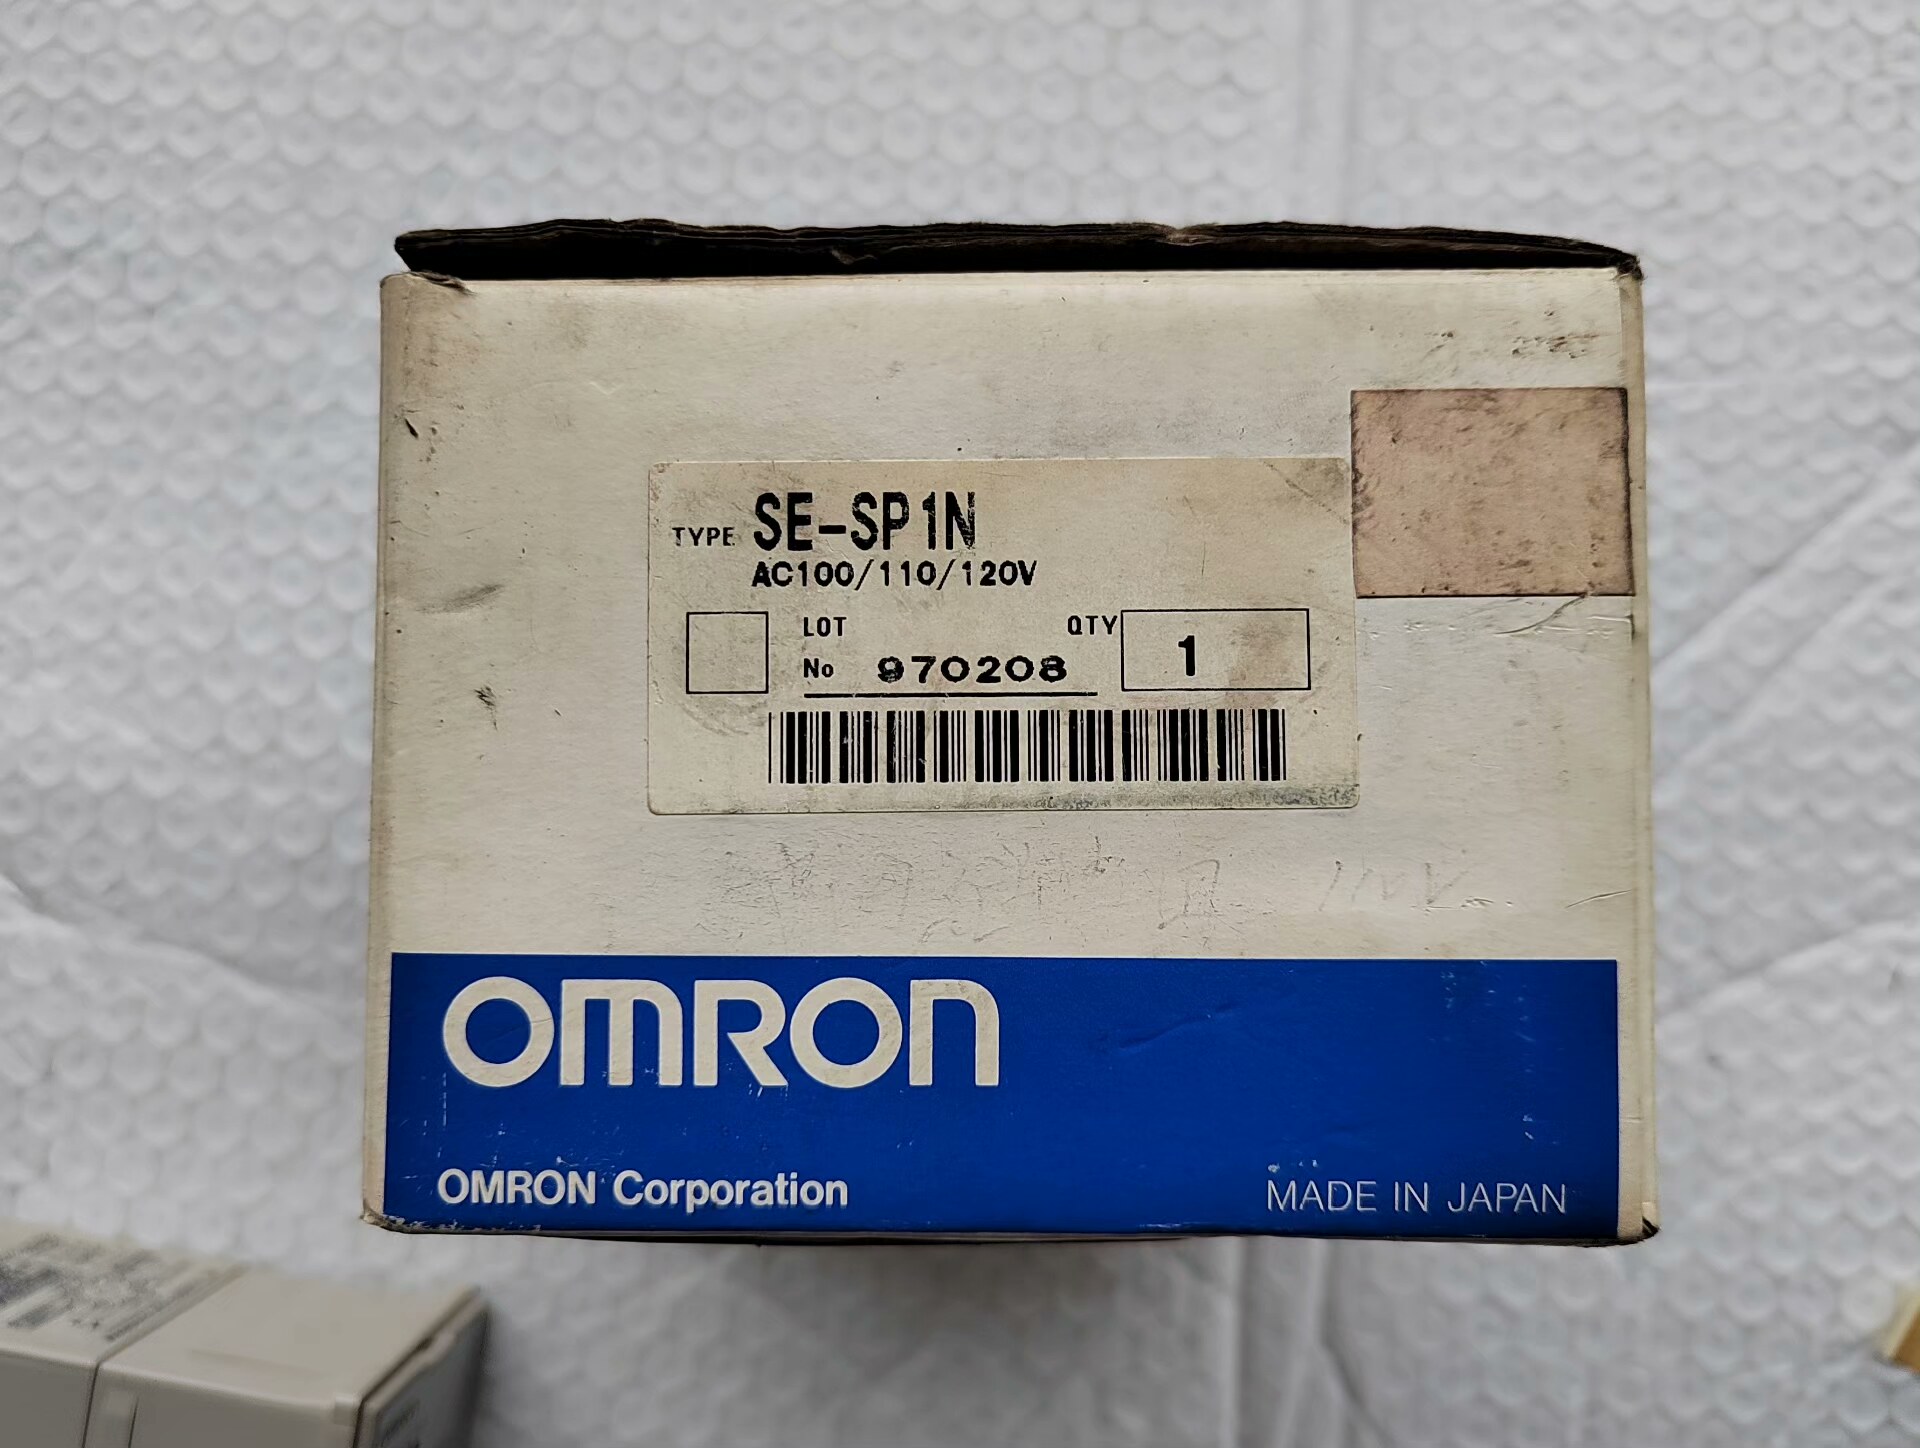 TYPE SE-SP1N
AC100/110/120V
LOT
No 970208
QTY 1
OMRON
OMRON Corporation
MADE IN JAPAN